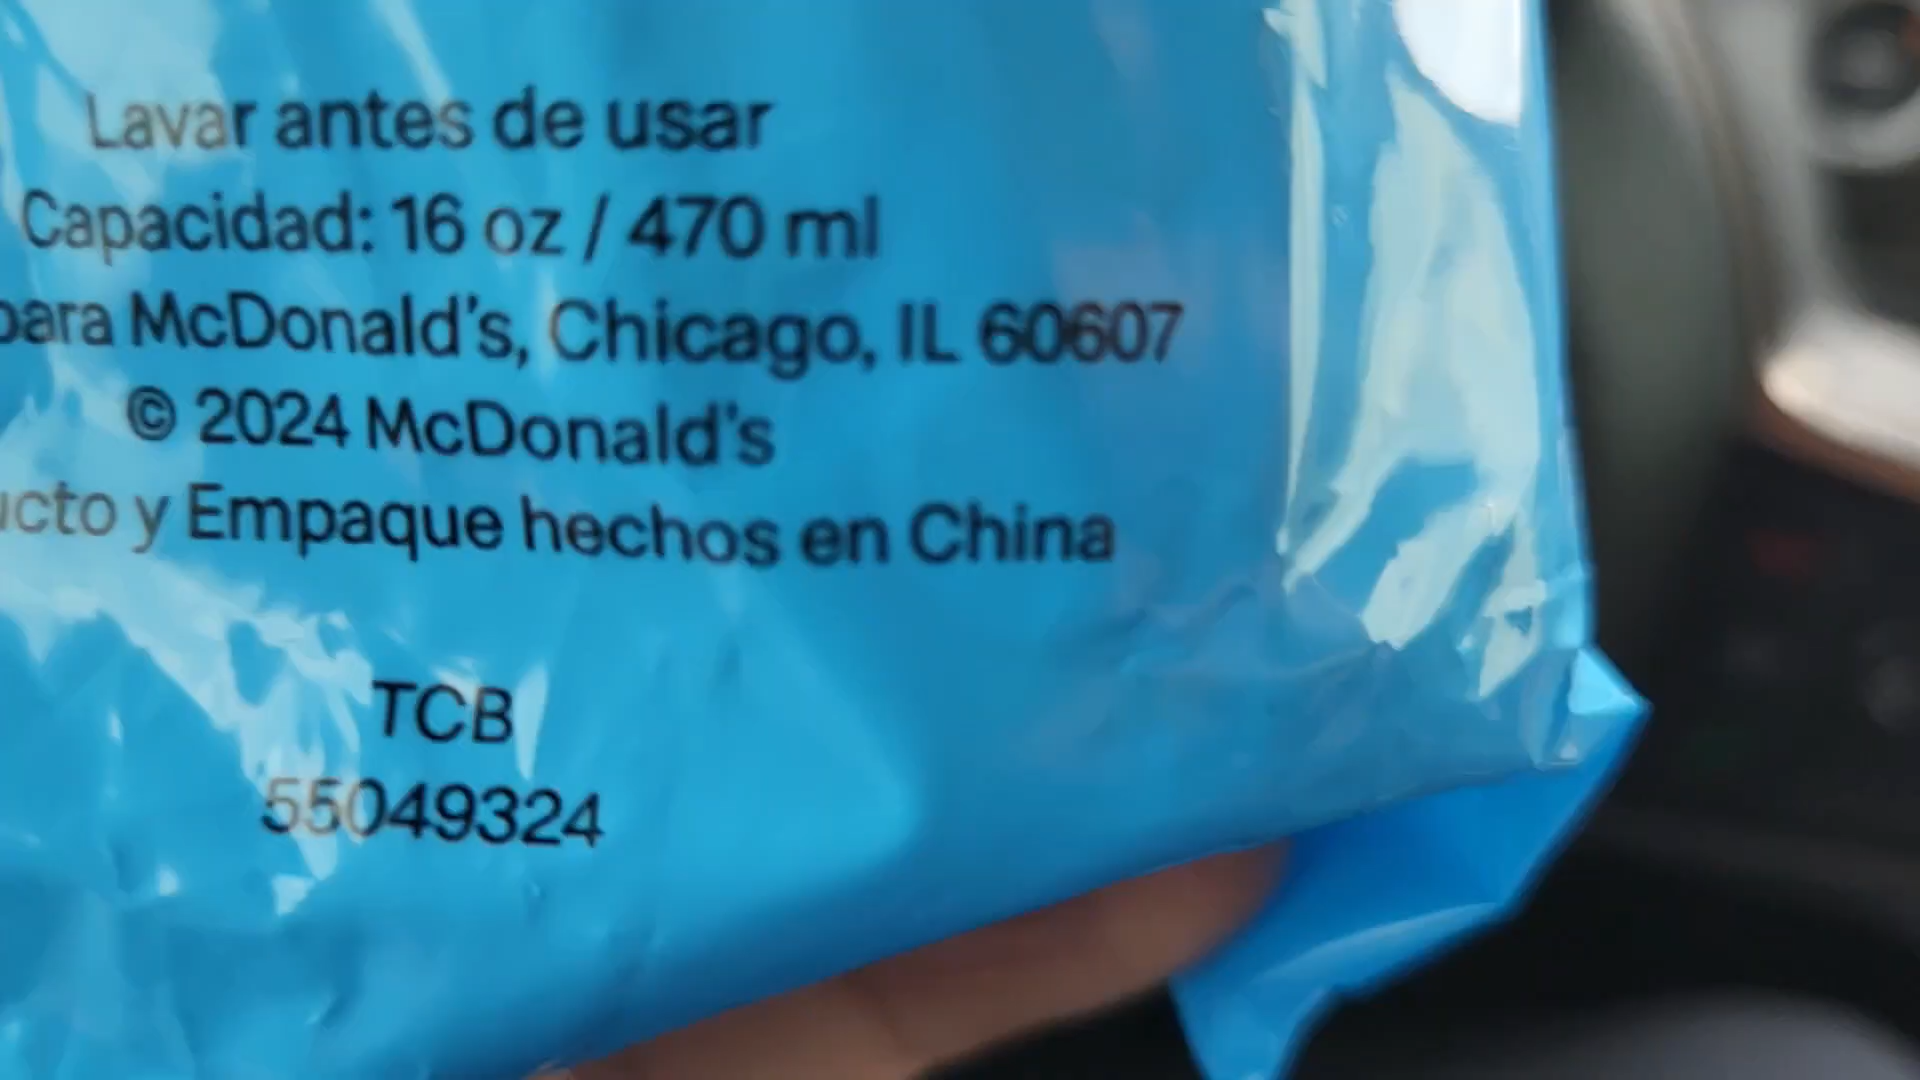 Lavar antes de usar
Capacidad: 16 oz / 470 ml
para McDonald's, Chicago, IL 60607
© 2024 McDonald's
y Empaque hechos en China
TCB
55049324